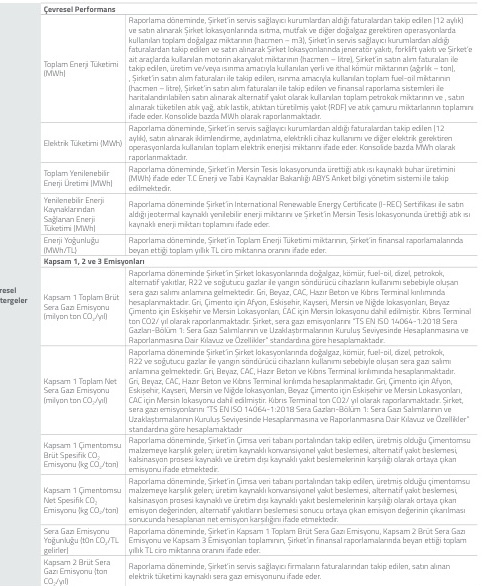 Çevresel Performans
Toplam Enerji Tüketimi
(MWh)
Raporlama döneminde, Şirket'in servis sağlayıcı kurumlardan aldığı faturalardan takip edilen (12 aylık)
ve satın alınarak Şirket lokasyonlarında ısıtma, mutfak ve diğer doğalgaz gerektiren operasyonlarda
kullanılan toplam doğalgaz miktarının (hacmen – m3), Şirket'in servis sağlayıcı kurumlardan aldığı
faturalardan takip edilen ve satın alınarak Şirket lokasyonlarında jeneratör yakıtı, forklift yakıtı ve Şirket'e
ait araçlarda kullanılan motorin akaryakıt miktarının (hacmen – litre), Şirket'in satın alım faturaları ile
takip edilen, üretim ve/veya ısınma amacıyla kullanılan yerli ve ithal kömür miktarının (ağırlık – ton),
, Şirket'in satın alım faturaları ile takip edilen, ısınma amacıyla kullanılan toplam fuel-oil miktarının
(hacmen – litre), Şirket'in satın alım faturaları ile takip edilen ve finansal raporlama sistemleri ile
haritalandırılabilen satın alınarak alternatif yakıt olarak kullanılan toplam petrokok miktarının ve , satın
alınarak tüketilen atık yağ, atık lastik, atıktan türetilmiş yakıt (RDF) ve atık çamuru miktarlarının toplamını
ifade eder. Konsolide bazda MWh olarak raporlanmaktadır.
Elektrik Tüketimi (MWh)
Raporlama döneminde, Şirket'in servis sağlayıcı kurumlardan aldığı faturalardan takip edilen (12
aylık), satın alınarak iklimlendirme, aydınlatma, elektrikli cihaz kullanımı ve diğer elektrik gerektiren
operasyonlarda kullanılan toplam elektrik enerjisi miktarını ifade eder. Konsolide bazda MWh olarak
raporlanmaktadır.
Toplam Yenilenebilir
Enerji Üretimi (MWh)
Raporlama döneminde, Şirket'in Mersin Tesis lokasyonunda ürettiği atık ısı kaynaklı buhar üretimini
(MWh) ifade eder T.C Enerji ve Tabii Kaynaklar Bakanlığı ABYS Anket bilgi yönetim sistemi ile takip
edilmektedir.
Yenilenebilir Enerji
Kaynaklarından
Sağlanan Enerji
Tüketimi (MWh)
Raporlama döneminde Şirket'in International Renewable Energy Certificate (I-REC) Sertifikası ile satın
aldığı jeotermal kaynaklı yenilebilir enerji miktarını ve Şirket'in Mersin Tesis lokasyonunda ürettiği atık ısı
kaynaklı enerji miktarı toplamını ifade eder.
Enerji Yoğunluğu
(MWh/TL)
Raporlama döneminde, Şirket'in Toplam Enerji Tüketimi miktarının, Şirket'in finansal raporlamalarında
beyan ettiği toplam yıllık TL ciro miktarına oranını ifade eder.
Kapsam 1, 2 ve 3 Emisyonları
resel
tergeler
Kapsam 1 Toplam Brüt
Sera Gazı Emisyonu
(milyon ton CO2/yıl)
Raporlama döneminde Şirket'in Şirket lokasyonlarında doğalgaz, kömür, fuel-oil, dizel, petrokok,
alternatif yakıtlar, R22 ve soğutucu gazlar ile yangın söndürücü cihazların kullanımı sebebiyle oluşan
sera gazi salımı anlamına gelmektedir. Gri, Beyaz, CAC, Hazır Beton ve Kıbrıs Terminal kırılımında
hesaplanmaktadır. Gri, Çimento için Afyon, Eskişehir, Kayseri, Mersin ve Niğde lokasyonları, Beyaz
Çimento için Eskişehir ve Mersin Lokasyonları, CAC için Mersin lokasyonu dahil edilmiştir. Kıbrıs Terminal
ton CO2/ yıl olarak raporlamaktadır. Şirket, sera gazı emisyonlarını "TS EN ISO 14064-1:2018 Sera
Gazları-Bölüm 1: Sera Gazı Salımlarının ve Uzaklaştırmalarının Kuruluş Seviyesinde Hesaplanmasına ve
Raporlanmasına Dair Kılavuz ve Özellikler" standardına göre hesaplamaktadır.
Kapsam 1 Toplam Net
Sera Gazı Emisyonu
(milyon ton CO2/yıl)
Raporlama döneminde Şirket'in Şirket lokasyonlarında doğalgaz, kömür, fuel-oil, dizel, petrokok,
R22 ve soğutucu gazlar ile yangın söndürücü cihazların kullanımı sebebiyle oluşan sera gazi salımı
anlamına gelmektedir. Gri, Beyaz, CAC, Hazır Beton ve Kıbrıs Terminal kırılımında hesaplanmaktadır.
Gri, Beyaz, CAC, Hazır Beton ve Kıbrıs Terminal kırılımda hesaplanmaktadır. Gri, Çimento için Afyon,
Eskişehir, Kayseri, Mersin ve Niğde lokasyonları, Beyaz Çimento için Eskişehir ve Mersin Lokasyonları,
CAC için Mersin lokasyonu dahil edilmiştir. Kıbrıs Terminal ton CO2/ yıl olarak raporlamaktadır. Şirket,
sera gazı emisyonlarını "TS EN ISO 14064-1:2018 Sera Gazları-Bölüm 1: Sera Gazı Salımlarının ve
Uzaklaştırmalarının Kuruluş Seviyesinde Hesaplanmasına ve Raporlanmasına Dair Kılavuz ve Özellikler"
standardına göre hesaplamaktadır
Kapsam 1 Çimentomsu
Brüt Spesifik CO2
Emisyonu (kg CO2/ton)
Raporlama döneminde, Şirket'in Çimsa veri tabanı portalından takip edilen, üretmiş olduğu Çimentomsu
malzemeye karşılık gelen, üretim kaynaklı konvansiyonel yakıt beslemesi, alternatif yakıt beslemesi,
kalsinasyon prosesi kaynaklı ve üretim dışı kaynaklı yakıt beslemelerinin karşılığı olarak ortaya çıkan
emisyonu ifade etmektedir.
Kapsam 1 Çimentomsu
Net Spesifik CO2
Emisyonu (kg CO2/ton)
Raporlama döneminde, Şirket'in Çimsa veri tabanı portalından takip edilen, üretmiş olduğu çimentomsu
malzemeye karşılık gelen, üretim kaynaklı konvansiyonel yakıt beslemesi, alternatif yakıt beslemesi,
kalsinasyon prosesi kaynaklı ve üretim dışı kaynaklı yakıt beslemelerinin karşılığı olarak ortaya çıkan
emisyon değerinden, alternatif yakıtların beslemesi sonucu ortaya çıkan emisyon değerinin çıkarılması
sonucunda hesaplanan net emisyon karşılığını ifade etmektedir.
Sera Gazı Emisyonu
Yoğunluğu (t0n CO2/TL
gelirler)
Raporlama döneminde, Şirket'in Kapsam 1 Toplam Brüt Sera Gazı Emisyonu, Kapsam 2 Brüt Sera Gazı
Emisyonu ve Kapsam 3 Emisyonları toplamının, Şirket'in finansal raporlamalarında beyan ettiği toplam
yıllık TL ciro miktarına oranını ifade eder.
Kapsam 2 Brüt Sera
Gazı Emisyonu (ton
CO2/yıl)
Raporlama döneminde, Şirket'in servis sağlayıcı firmaların faturalarından takip edilen, satın alınan
elektrik tüketimi kaynaklı sera gazı emisyonunu ifade eder.